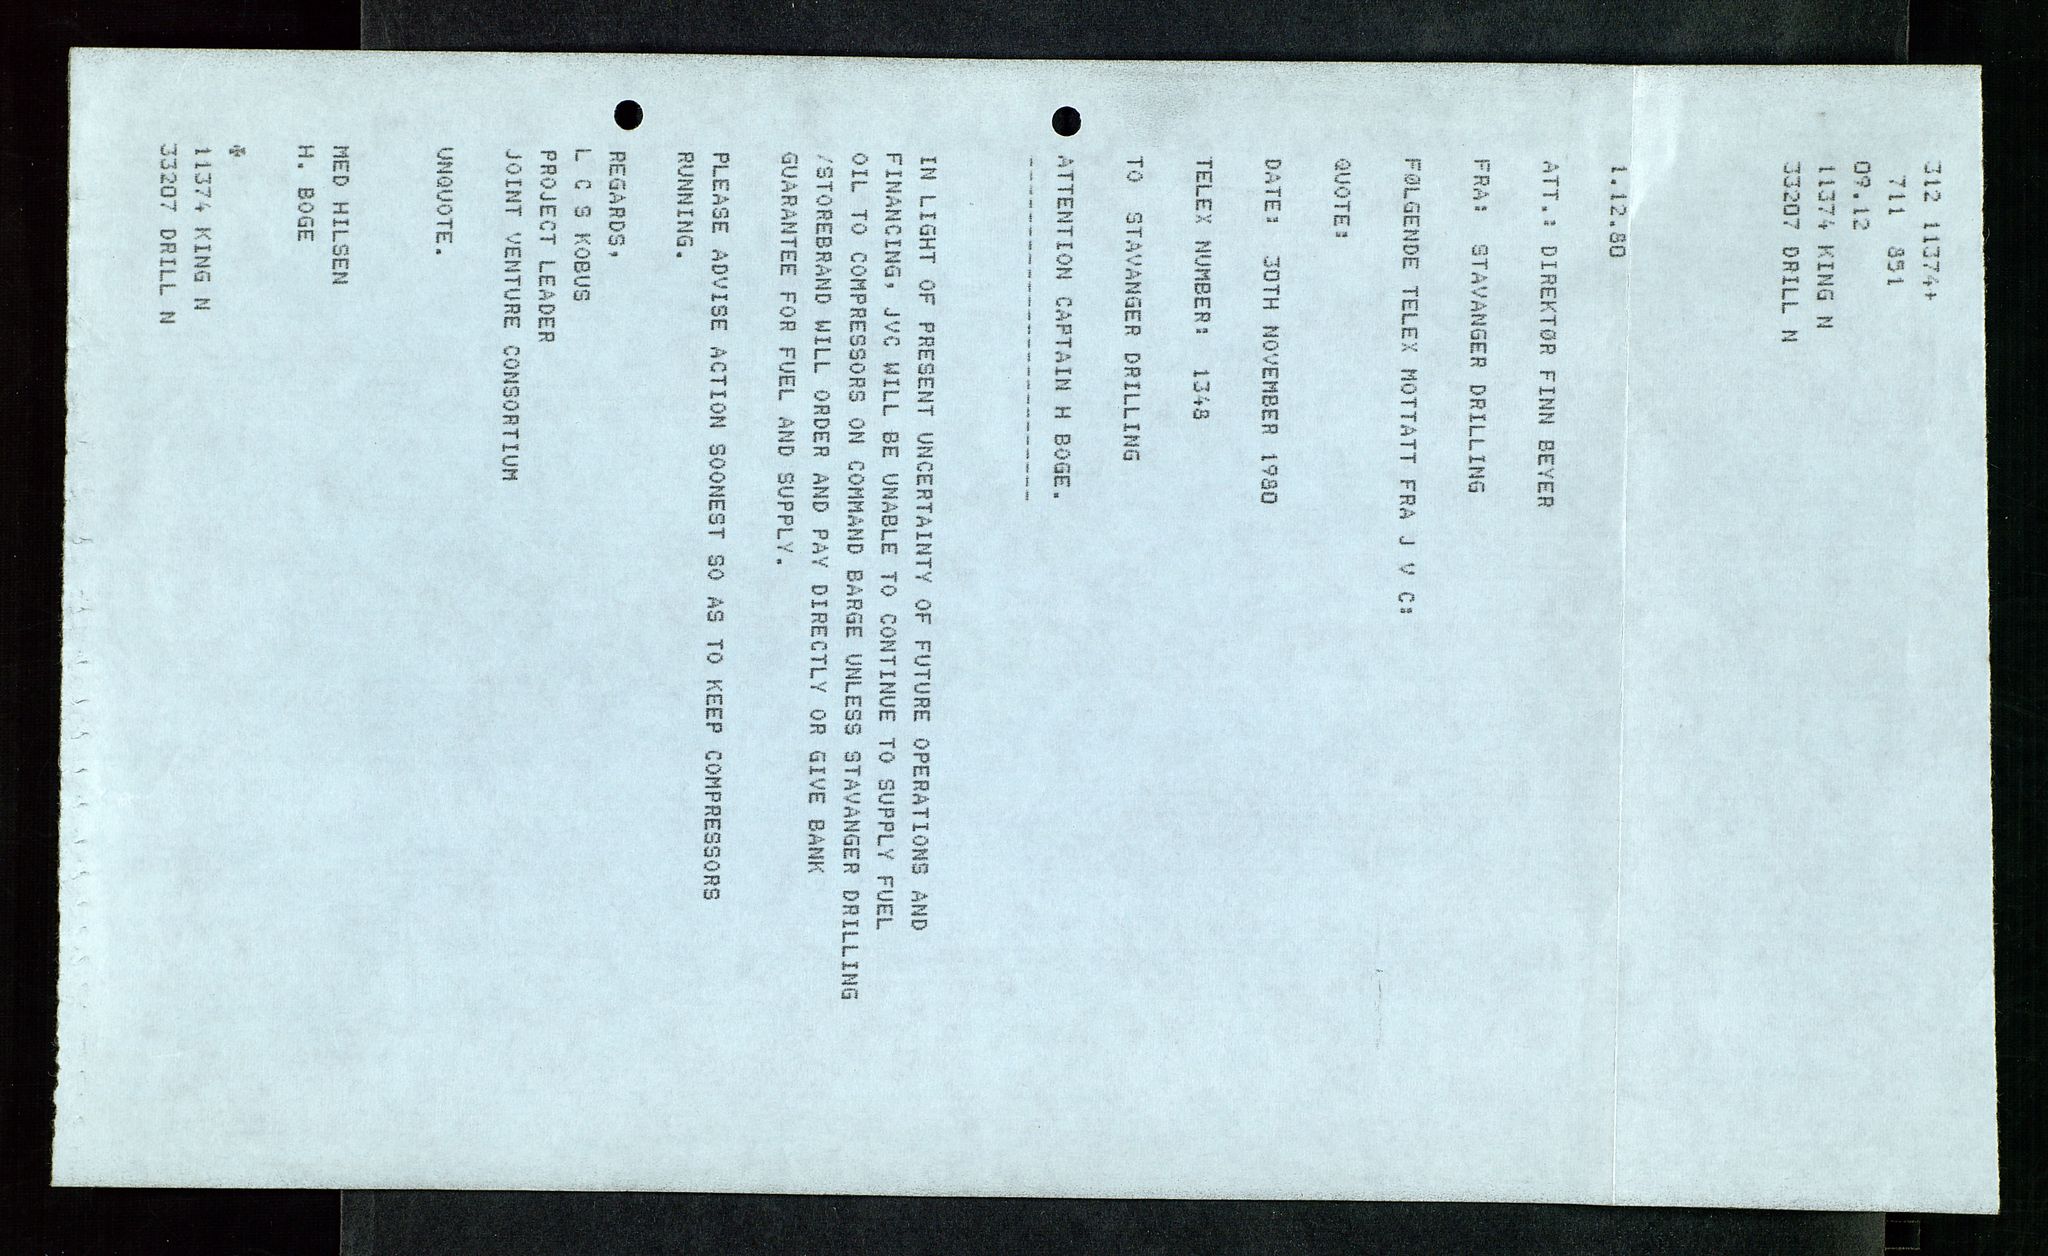 312 11374+
711 851
09.12
11374 KING N
33207 DRILL N
1.12.80
ATT.: DIREKTØR FINN BEYER
FRA: STAVANGER DRILLING
FØLGENDE TELEX MOTTATT FRA J V C:
QUOTE:
DATE: 30TH NOVEMBER 1980
TELEX NUMBER: 1348
TO STAVANGER DRILLING
ATTENTION CAPTAIN H BOGE.
-------------------------
IN LIGHT OF PRESENT UNCERTAINTY OF FUTURE OPERATIONS AND
FINANCING, JVC WILL BE UNABLE TO CONTINUE TO SUPPLY FUEL
OIL TO COMPRESSORS ON COMMAND BARGE UNLESS STAVANGER DRILLING
/STOREBRAND WILL ORDER AND PAY DIRECTLY OR GIVE BANK
GUARANTEE FOR FUEL AND SUPPLY.
PLEASE ADVISE ACTION SOONEST SO AS TO KEEP COMPRESSORS
RUNNING.
REGARDS,
L C S KOBUS
PROJECT LEADER
JOINT VENTURE CONSORTIUM
UNQUOTE.
MED HILSEN
H. BOGE
✠
11374 KING N
33207 DRILL N